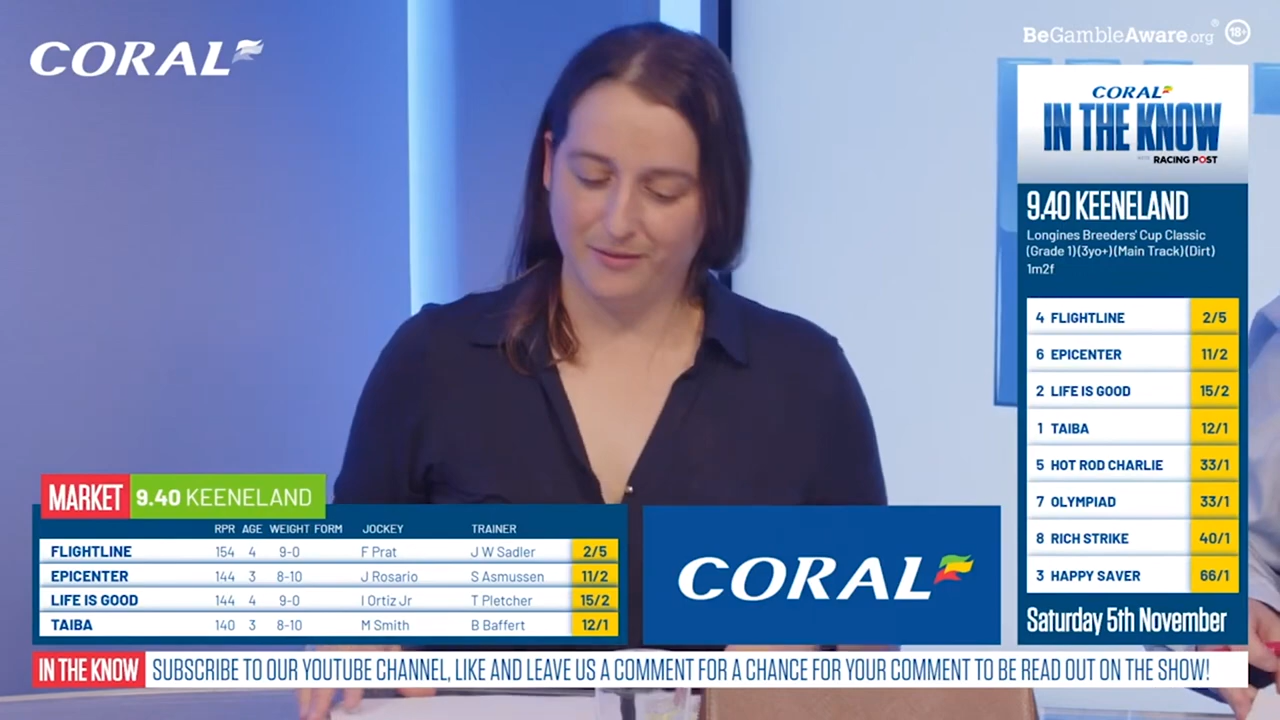 CORAL
BeGambleAware.org® 18+
CORAL
IN THE KNOW
WITH RACING POST
9.40 KEENELAND
Longines Breeders' Cup Classic
(Grade 1)(3yo+)(Main Track)(Dirt)
1m2f
4 FLIGHTLINE 2/5
6 EPICENTER 11/2
2 LIFE IS GOOD 15/2
1 TAIBA 12/1
5 HOT ROD CHARLIE 33/1
7 OLYMPIAD 33/1
8 RICH STRIKE 40/1
3 HAPPY SAVER 66/1
Saturday 5th November
MARKET 9.40 KEENELAND
RPR AGE WEIGHT FORM JOCKEY TRAINER
FLIGHTLINE 154 4 9-0 F Prat J W Sadler 2/5
EPICENTER 144 3 8-10 J Rosario S Asmussen 11/2
LIFE IS GOOD 144 4 9-0 I Ortiz Jr T Pletcher 15/2
TAIBA 140 3 8-10 M Smith B Baffert 12/1
CORAL
IN THE KNOW SUBSCRIBE TO OUR YOUTUBE CHANNEL, LIKE AND LEAVE US A COMMENT FOR A CHANCE FOR YOUR COMMENT TO BE READ OUT ON THE SHOW!